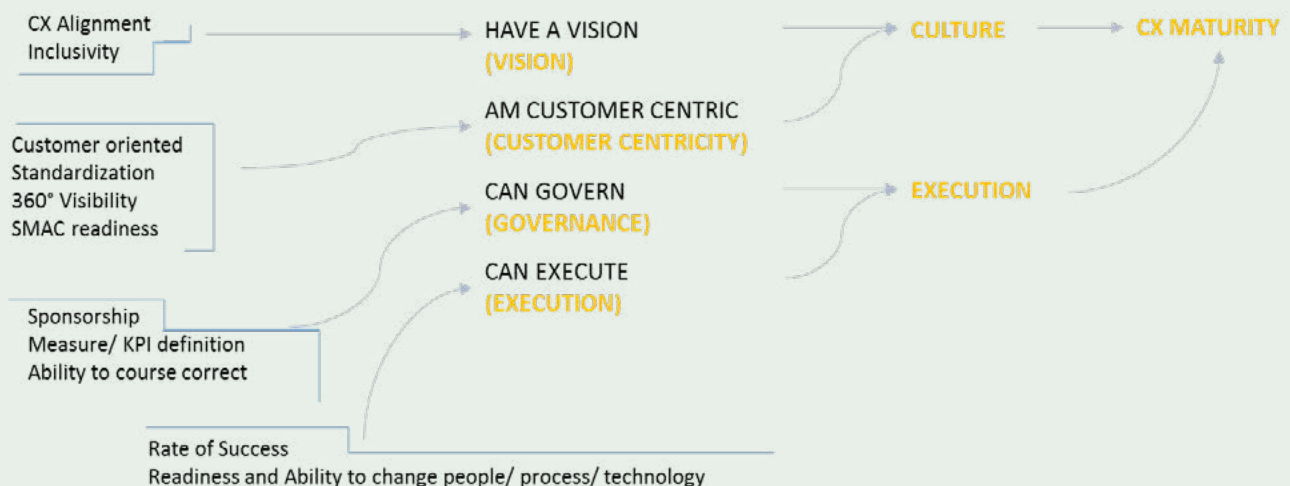 CX Alignment
Inclusivity
HAVE A VISION
(VISION)
CULTURE
CX MATURITY
Customer oriented
Standardization
360° Visibility
SMAC readiness
AM CUSTOMER CENTRIC
(CUSTOMER CENTRICITY)
CAN GOVERN
(GOVERNANCE)
EXECUTION
CAN EXECUTE
(EXECUTION)
Sponsorship
Measure/ KPI definition
Ability to course correct
Rate of Success
Readiness and Ability to change people/ process/ technology